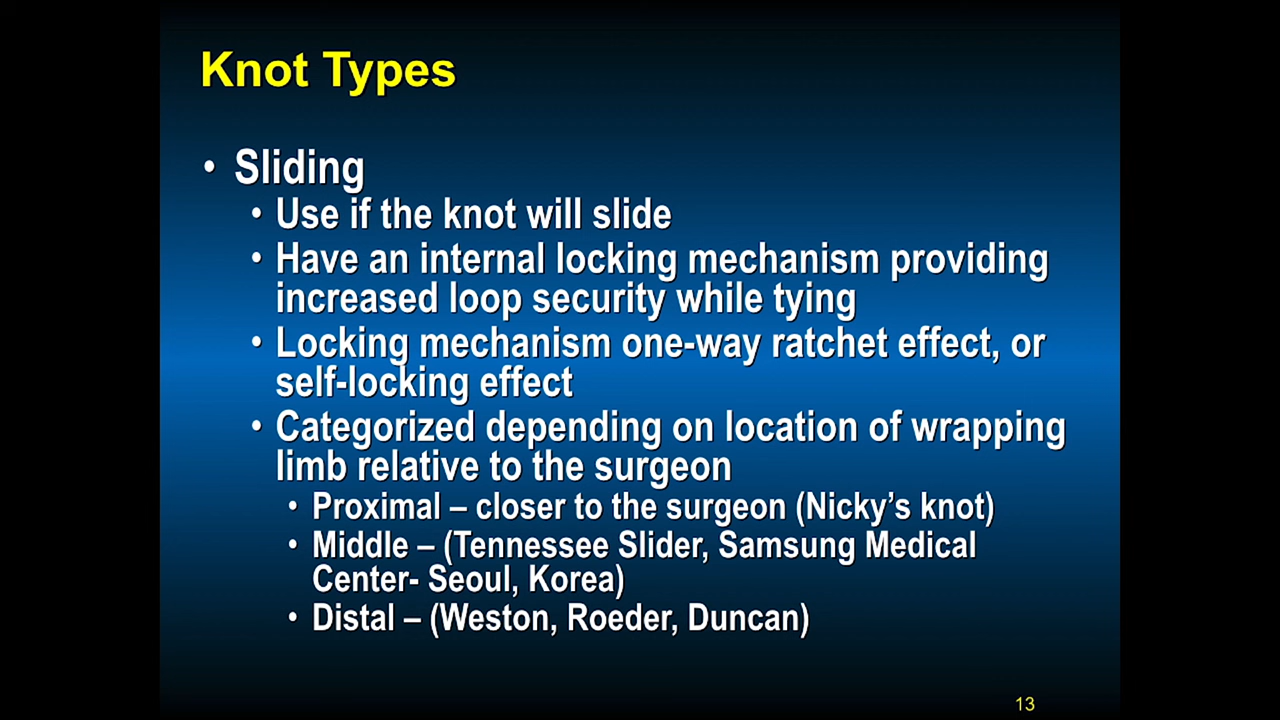 Knot Types
• Sliding
• Use if the knot will slide
• Have an internal locking mechanism providing
increased loop security while tying
• Locking mechanism one-way ratchet effect, or
self-locking effect
• Categorized depending on location of wrapping
limb relative to the surgeon
• Proximal – closer to the surgeon (Nicky’s knot)
• Middle – (Tennessee Slider, Samsung Medical
Center- Seoul, Korea)
• Distal – (Weston, Roeder, Duncan)
13